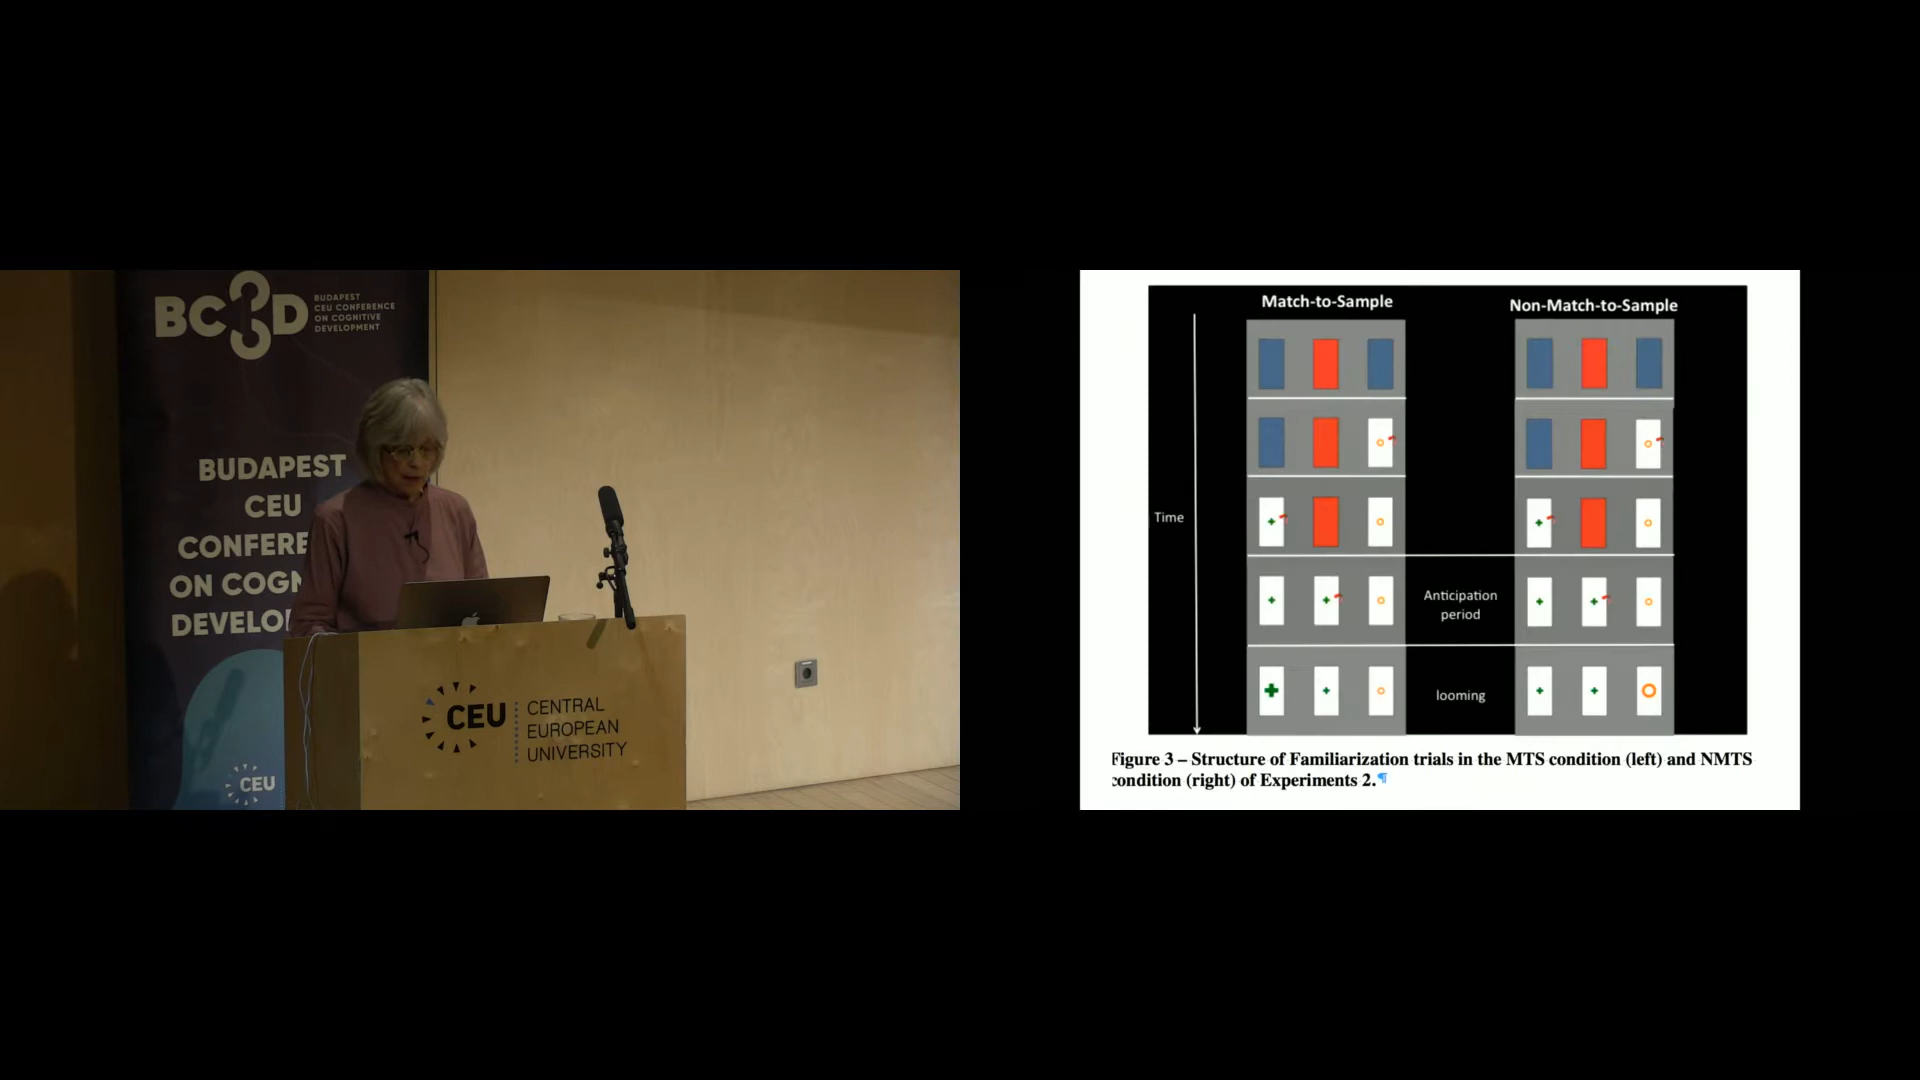 BC3D
BUDAPEST
CEU CONFERENCE
ON COGNITIVE
DEVELOPMENT
BUDAPEST
CEU
CONFERE
ON COGN
DEVELO
CEU
CEU
CENTRAL
EUROPEAN
UNIVERSITY
Match-to-Sample
Non-Match-to-Sample
Time
Anticipation
period
looming
Figure 3 – Structure of Familiarization trials in the MTS condition (left) and NMTS
condition (right) of Experiments 2.¶